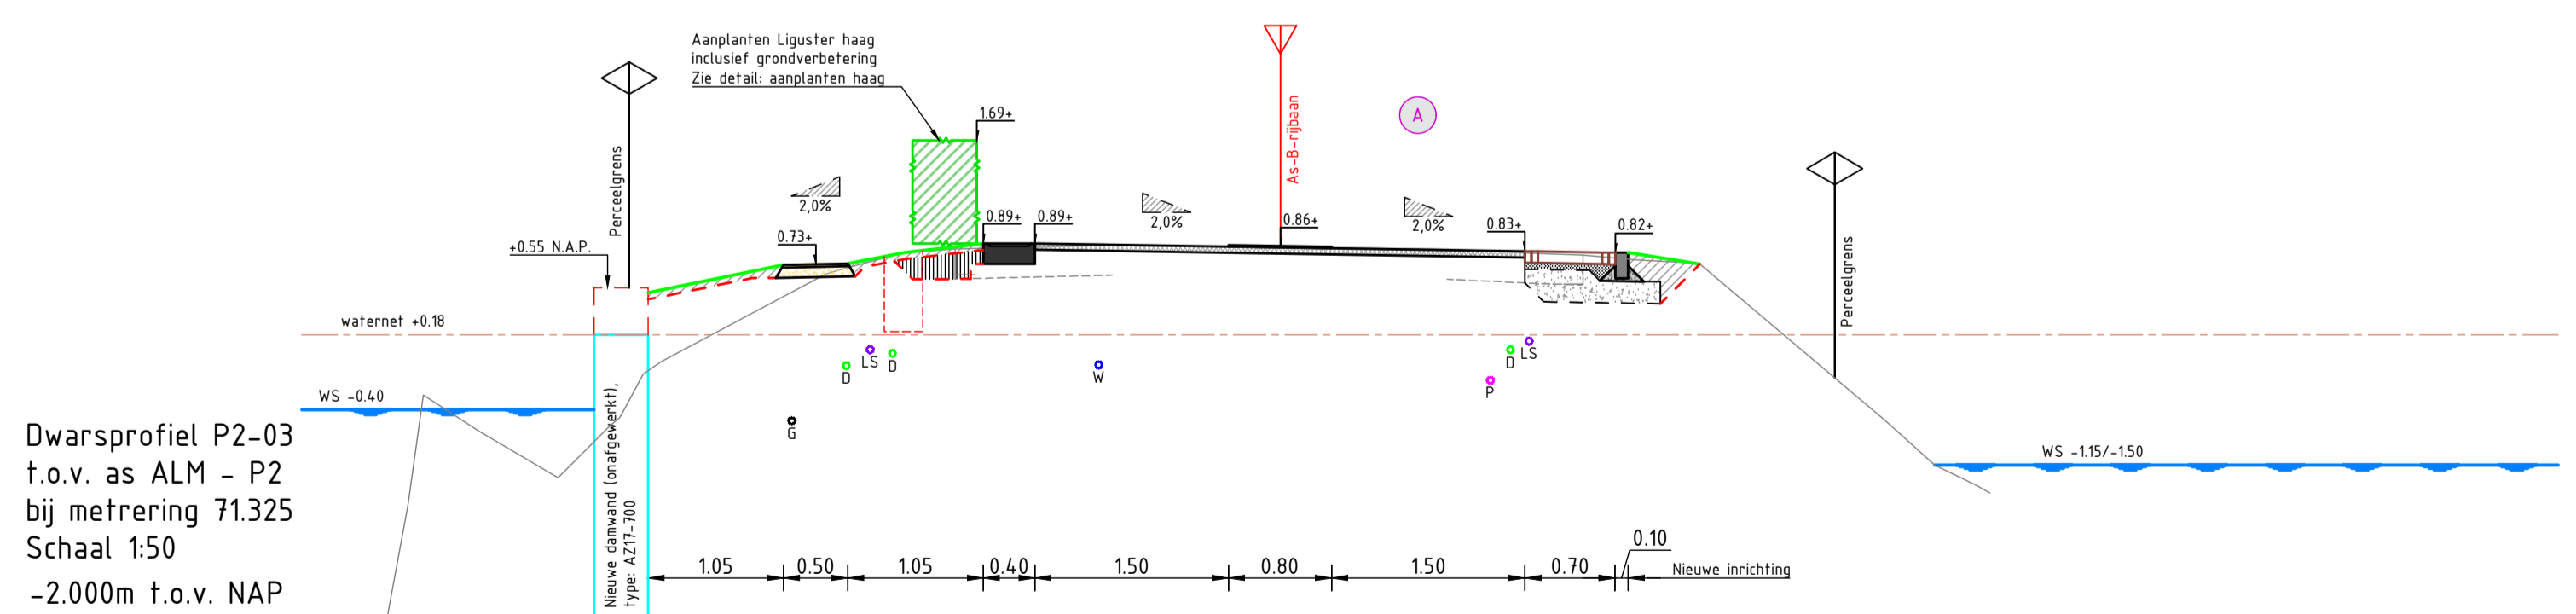 Aanplanten Liguster haag
inclusief grondverbetering
Zie detail: aanplanten haag
Perceelgrens
1.69+
As-B-rijbaan
A
2,0%
2,0%
2,0%
Perceelgrens
+0.55 N.A.P.
0.73+
0.89+
0.89+
0.86+
0.83+
0.82+
waternet +0.18
D
LS
D
W
D
LS
P
G
WS -0.40
WS -1.15/-1.50
Dwarsprofiel P2-03
t.o.v. as ALM - P2
bij metrering 71.325
Schaal 1:50
-2.000m t.o.v. NAP
Nieuwe damwand (onafgewerkt),
type: AZ17-700
1.05
0.50
1.05
0.40
1.50
0.80
1.50
0.70
0.10
Nieuwe inrichting